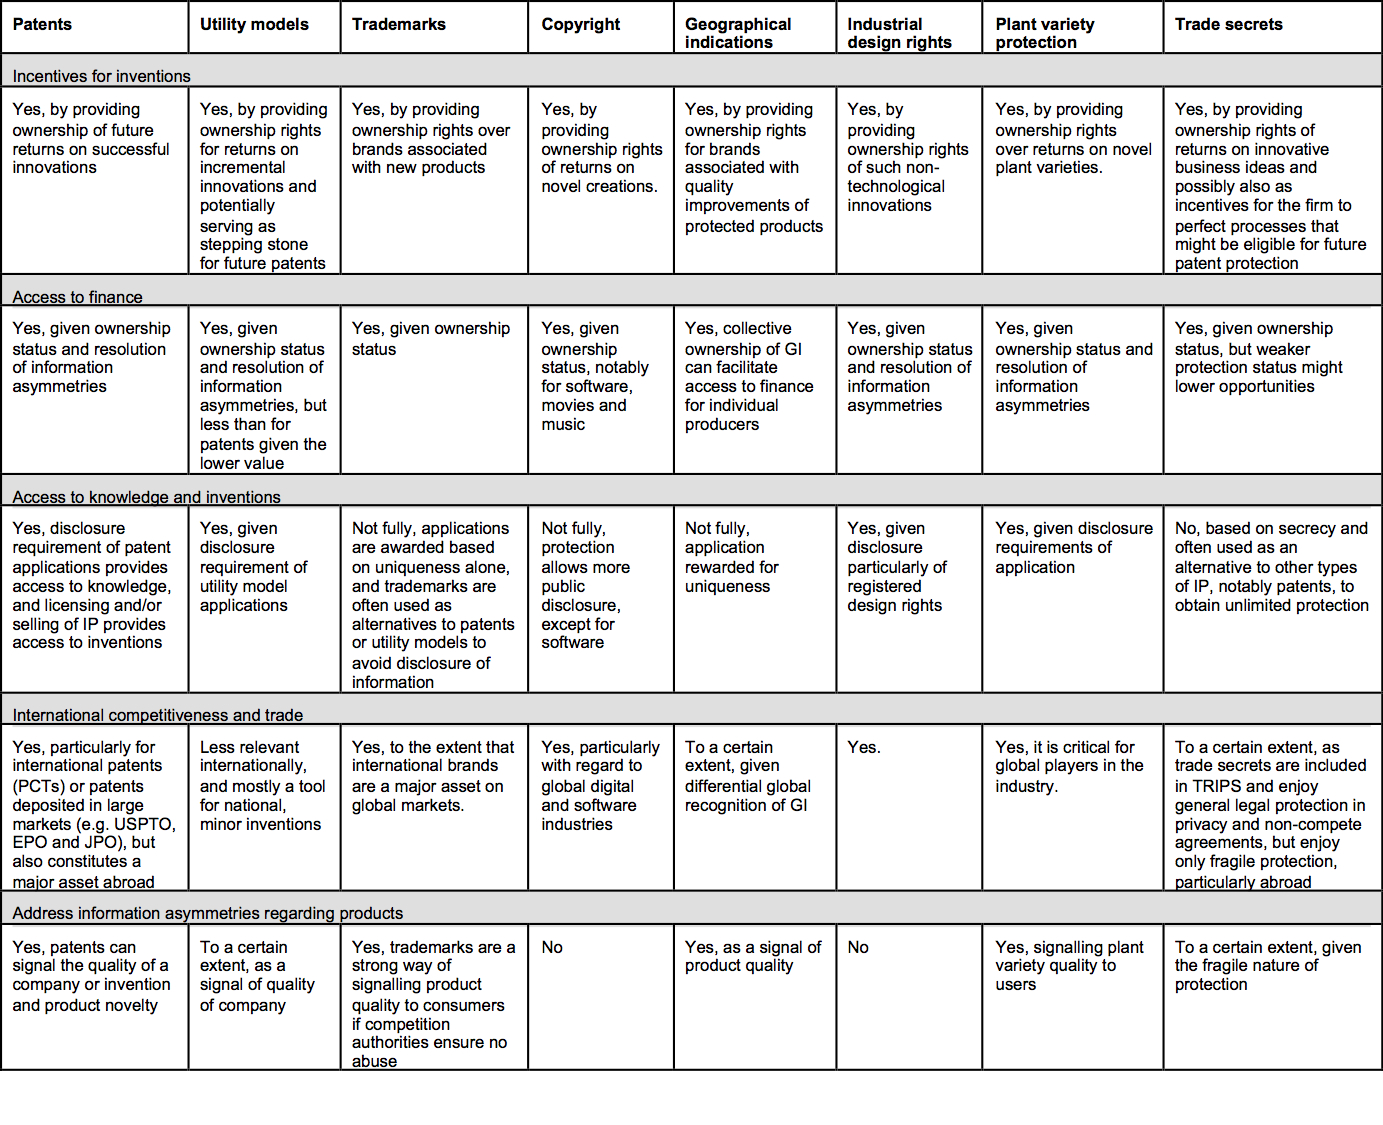 Patents
Utility models
Trademarks
Copyright
Geographical
indications
Industrial
design rights
Plant variety
protection
Trade secrets
Incentives for inventions
Yes, by providing
ownership of future
returns on successful
innovations
Yes, by providing
ownership rights
for returns on
incremental
innovations and
potentially
serving as
stepping stone
for future patents
Yes, by providing
ownership rights over
brands associated
with new products
Yes, by
providing
ownership rights
of returns on
novel creations.
Yes, by providing
ownership rights
for brands
associated with
quality
improvements of
protected products
Yes, by
providing
ownership rights
of such non-
technological
innovations
Yes, by providing
ownership rights
over returns on novel
plant varieties.
Yes, by providing
ownership rights of
returns on innovative
business ideas and
possibly also as
incentives for the firm to
perfect processes that
might be eligible for future
patent protection
Access to finance
Yes, given ownership
status and resolution
of information
asymmetries
Yes, given
ownership status
and resolution of
information
asymmetries, but
less than for
patents given the
lower value
Yes, given ownership
status
Yes, given
ownership
status, notably
for software,
movies and
music
Yes, collective
ownership of GI
can facilitate
access to finance
for individual
producers
Yes, given
ownership status
and resolution of
information
asymmetries
Yes, given
ownership status and
resolution of
information
asymmetries
Yes, given ownership
status, but weaker
protection status might
lower opportunities
Access to knowledge and inventions
Yes, disclosure
requirement of patent
applications provides
access to knowledge,
and licensing and/or
selling of IP provides
access to inventions
Yes, given
disclosure
requirement of
utility model
applications
Not fully, applications
are awarded based
on uniqueness alone,
and trademarks are
often used as
alternatives to patents
or utility models to
avoid disclosure of
information
Not fully,
protection
allows more
public
disclosure,
except for
software
Not fully,
application
rewarded for
uniqueness
Yes, given
disclosure
particularly of
registered
design rights
Yes, given disclosure
requirements of
application
No, based on secrecy and
often used as an
alternative to other types
of IP, notably patents, to
obtain unlimited protection
International competitiveness and trade
Yes, particularly for
international patents
(PCTs) or patents
deposited in large
markets (e.g. USPTO,
EPO and JPO), but
also constitutes a
major asset abroad
Less relevant
internationally,
and mostly a tool
for national,
minor inventions
Yes, to the extent that
international brands
are a major asset on
global markets.
Yes, particularly
with regard to
global digital
and software
industries
To a certain
extent, given
differential global
recognition of GI
Yes.
Yes, it is critical for
global players in the
industry.
To a certain extent, as
trade secrets are included
in TRIPS and enjoy
general legal protection in
privacy and non-compete
agreements, but enjoy
only fragile protection,
particularly abroad
Address information asymmetries regarding products
Yes, patents can
signal the quality of a
company or invention
and product novelty
To a certain
extent, as a
signal of quality
of company
Yes, trademarks are a
strong way of
signalling product
quality to consumers
if competition
authorities ensure no
abuse
No
Yes, as a signal of
product quality
No
Yes, signalling plant
variety quality to
users
To a certain extent, given
the fragile nature of
protection